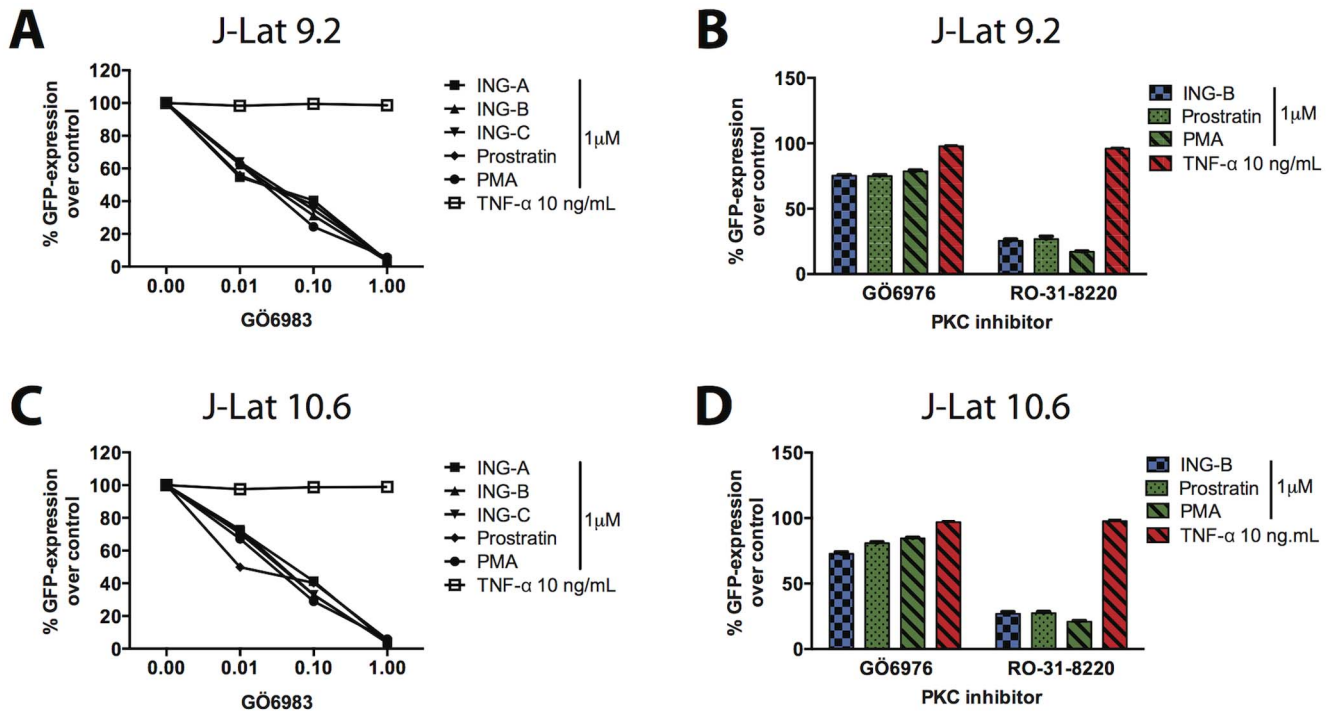 A
J-Lat 9.2
% GFP-expression
over control
120
100
80
60
40
20
0
0.00 0.01 0.10 1.00
GÖ6983
ING-A
ING-B
ING-C
Prostratin
PMA
TNF-α 10 ng/mL
1μM
B
J-Lat 9.2
% GFP-expression
over control
150
100
50
0
GÖ6976 RO-31-8220
PKC inhibitor
ING-B
Prostratin
PMA
TNF-α 10 ng/mL
1μM
C
J-Lat 10.6
% GFP-expression
over control
120
100
80
60
40
20
0
0.00 0.01 0.10 1.00
GÖ6983
ING-A
ING-B
ING-C
Prostratin
PMA
TNF-α 10 ng/mL
1μM
D
J-Lat 10.6
% GFP-expression
over control
150
100
50
0
GÖ6976 RO-31-8220
PKC inhibitor
ING-B
Prostratin
PMA
TNF-α 10 ng.mL
1μM